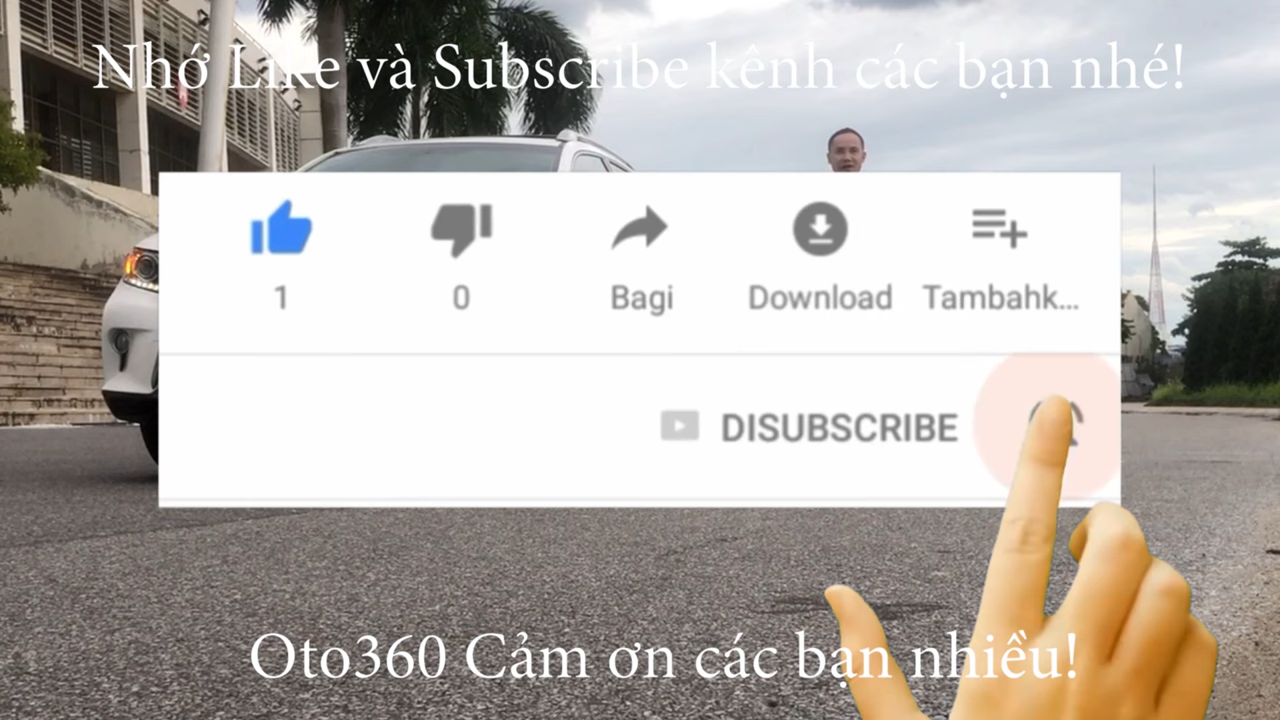 Nhớ Like và Subscribe kênh các bạn nhé!
1 0 Bagi Download Tambahk...
DISUBSCRIBE
Oto360 Cảm ơn các bạn nhiều!